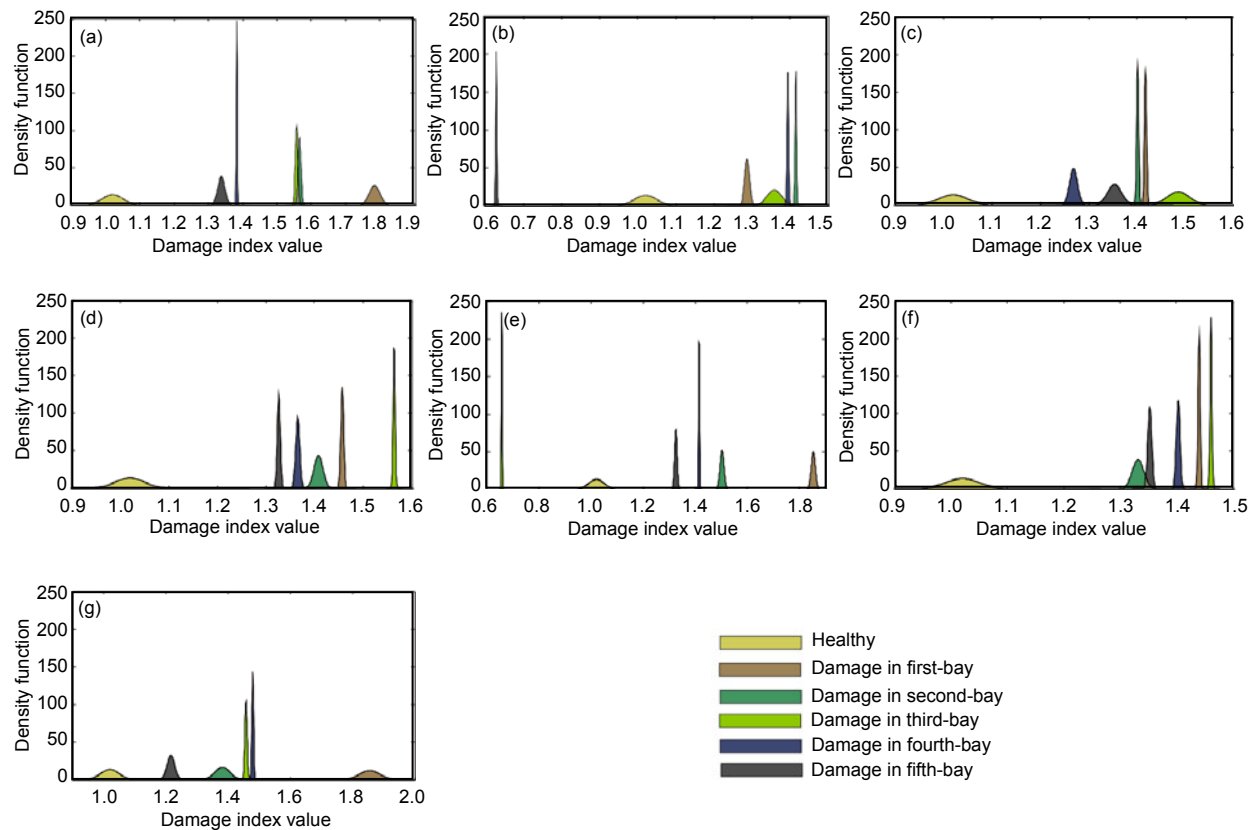 (a)
Density function
250
200
150
100
50
0
0.9 1.0 1.1 1.2 1.3 1.4 1.5 1.6 1.7 1.8 1.9
Damage index value
(b)
Density function
250
200
150
100
50
0
0.6 0.7 0.8 0.9 1.0 1.1 1.2 1.3 1.4 1.5
Damage index value
(c)
Density function
250
200
150
100
50
0
0.9 1.0 1.1 1.2 1.3 1.4 1.5 1.6
Damage index value
(d)
Density function
250
200
150
100
50
0
0.9 1.0 1.1 1.2 1.3 1.4 1.5 1.6
Damage index value
(e)
Density function
250
200
150
100
50
0
0.6 0.8 1.0 1.2 1.4 1.6 1.8
Damage index value
(f)
Density function
250
200
150
100
50
0
0.9 1.0 1.1 1.2 1.3 1.4 1.5
Damage index value
(g)
Density function
250
200
150
100
50
0
1.0 1.2 1.4 1.6 1.8 2.0
Damage index value
Healthy
Damage in first-bay
Damage in second-bay
Damage in third-bay
Damage in fourth-bay
Damage in fifth-bay